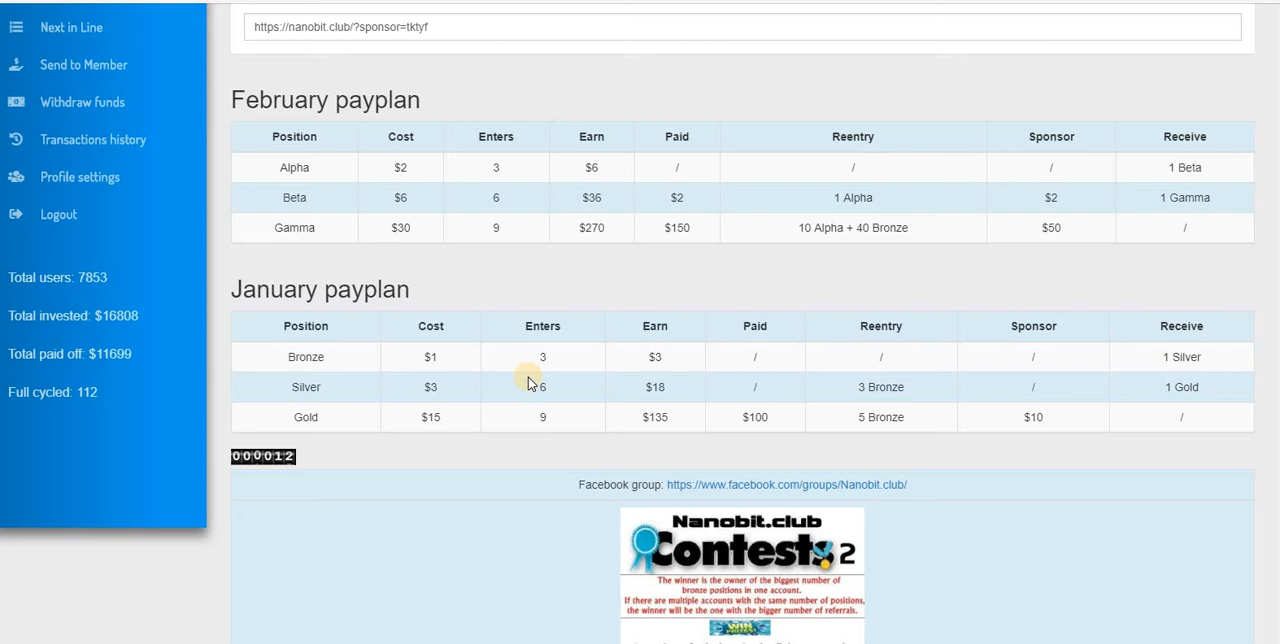 Next in Line
Send to Member
Withdraw funds
Transactions history
Profile settings
Logout
Total users: 7853
Total invested: $16808
Total paid off: $11699
Full cycled: 112
https://nanobit.club/?sponsor=tktyf
February payplan
Position Cost Enters Earn Paid Reentry Sponsor Receive
Alpha $2 3 $6 / / / 1 Beta
Beta $6 6 $36 $2 1 Alpha $2 1 Gamma
Gamma $30 9 $270 $150 10 Alpha + 40 Bronze $50 /
January payplan
Position Cost Enters Earn Paid Reentry Sponsor Receive
Bronze $1 3 $3 / / / 1 Silver
Silver $3 6 $18 / 3 Bronze / 1 Gold
Gold $15 9 $135 $100 5 Bronze $10 /
000012
Facebook group: https://www.facebook.com/groups/Nanobit.club/
Nanobit.club
Contests 2
The winner is the owner of the biggest number of
bronze positions in one account.
If there are multiple accounts with the same number of positions,
the winner will be the one with the bigger number of referrals.